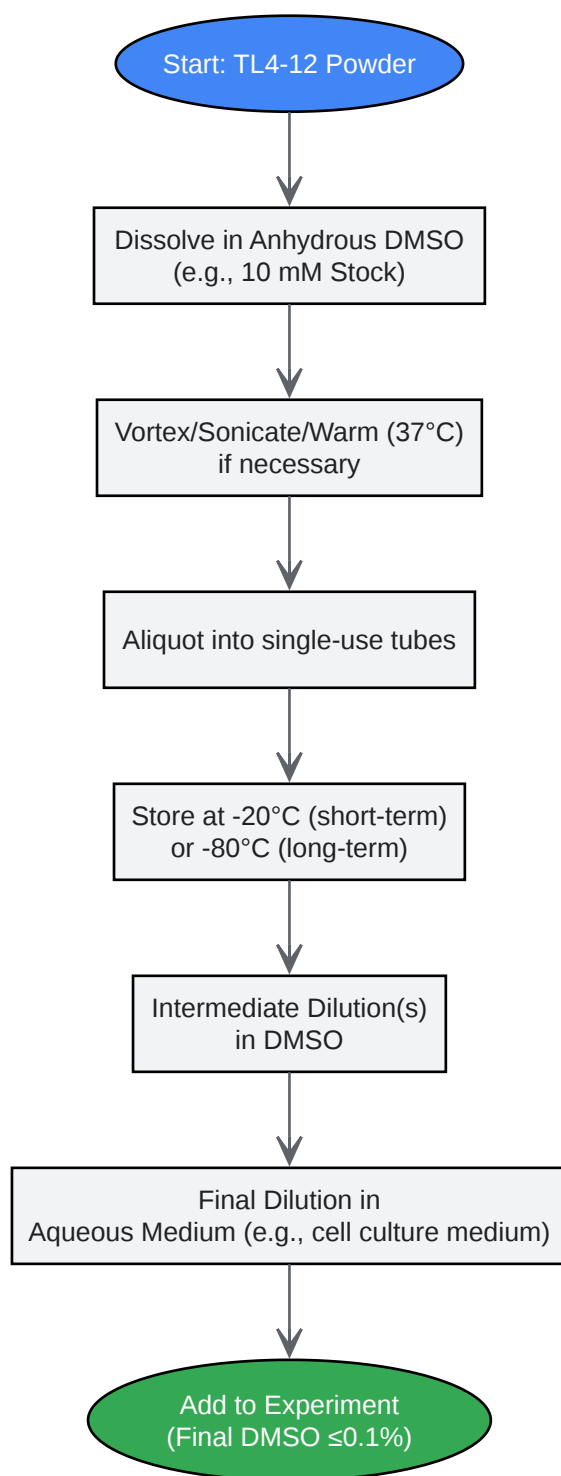 Start: TL4-12 Powder
Dissolve in Anhydrous DMSO
(e.g., 10 mM Stock)
Vortex/Sonicate/Warm (37°C)
if necessary
Aliquot into single-use tubes
Store at -20°C (short-term)
or -80°C (long-term)
Intermediate Dilution(s)
in DMSO
Final Dilution in
Aqueous Medium (e.g., cell culture medium)
Add to Experiment
(Final DMSO ≤0.1%)